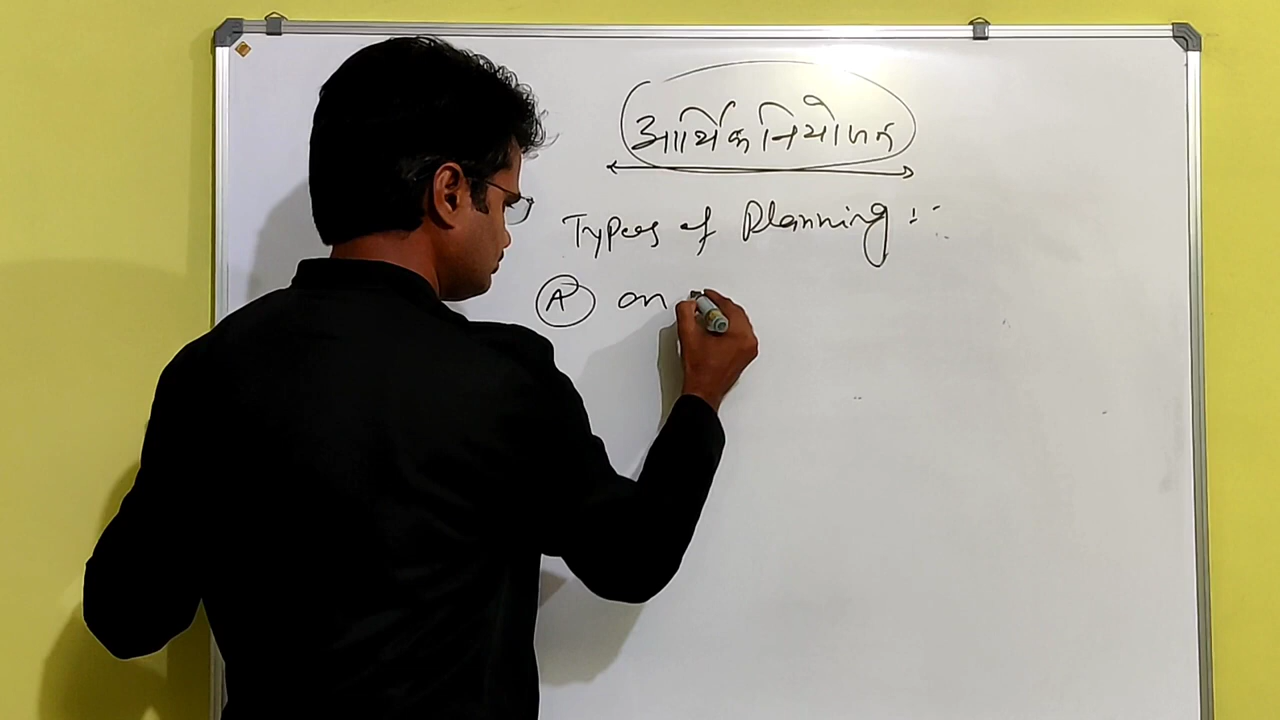 आर्थिक नियोजन
Types of Planning :-
(A) on